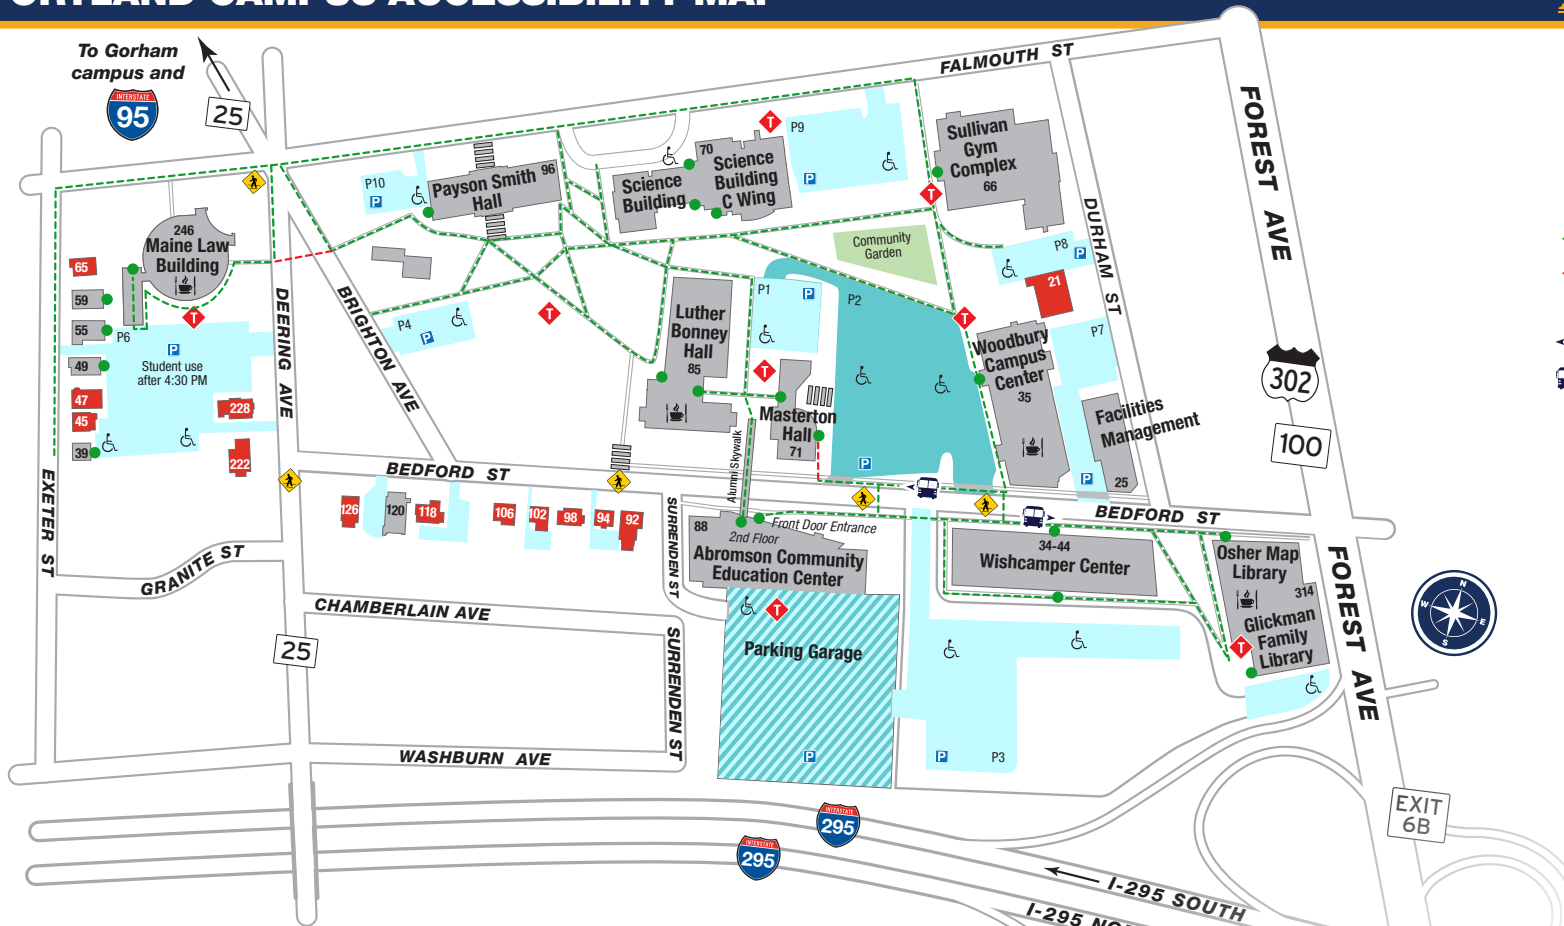 PORTLAND CAMPUS ACCESSIBILITY MAP
To Gorham
campus and
INTERSTATE
95
25
FALMOUTH ST
FOREST AVE
P10
P
Payson Smith
Hall
96
70
Science
Building
C Wing
Science
Building
T
P9
P
Sullivan
Gym
Complex
66
T
DURHAM ST
P8
P
21
Community
Garden
246
Maine Law
Building
65
59
55
49
47
45
39
P6
T
P
Student use
after 4:30 PM
228
222
DEERING AVE
BRIGHTON AVE
P4
P
T
Luther
Bonney
Hall
85
P1
P
T
P2
P
Masterton
Hall
71
T
Woodbury
Campus
Center
35
P7
P
Facilities
Management
25
302
100
EXETER ST
BEDFORD ST
Alumni Skywalk
126
120
118
106
102
98
94
92
SURRENDEN ST
88
Front Door Entrance
2nd Floor
Abromson Community
Education Center
BEDFORD ST
34-44
Wishcamper Center
Osher Map
Library
314
Glickman
Family
Library
T
GRANITE ST
CHAMBERLAIN AVE
25
SURRENDEN ST
T
Parking Garage
P
P
P3
FOREST AVE
N
W
E
S
WASHBURN AVE
INTERSTATE
295
INTERSTATE
295
EXIT
6B
I-295 SOUTH